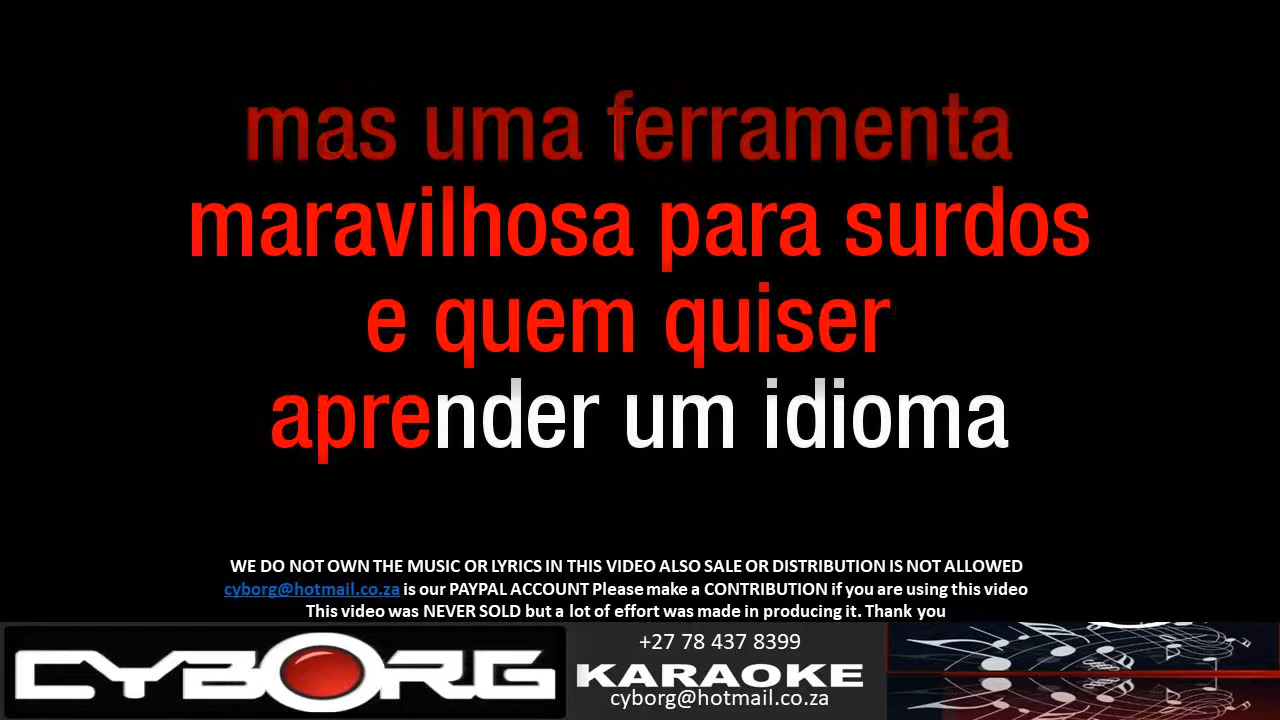 mas uma ferramenta
maravilhosa para surdos
e quem quiser
aprender um idioma
WE DO NOT OWN THE MUSIC OR LYRICS IN THIS VIDEO ALSO SALE OR DISTRIBUTION IS NOT ALLOWED
cyborg@hotmail.co.za is our PAYPAL ACCOUNT Please make a CONTRIBUTION if you are using this video
This video was NEVER SOLD but a lot of effort was made in producing it. Thank you
CYBORG
+27 78 437 8399
KARAOKE
cyborg@hotmail.co.za